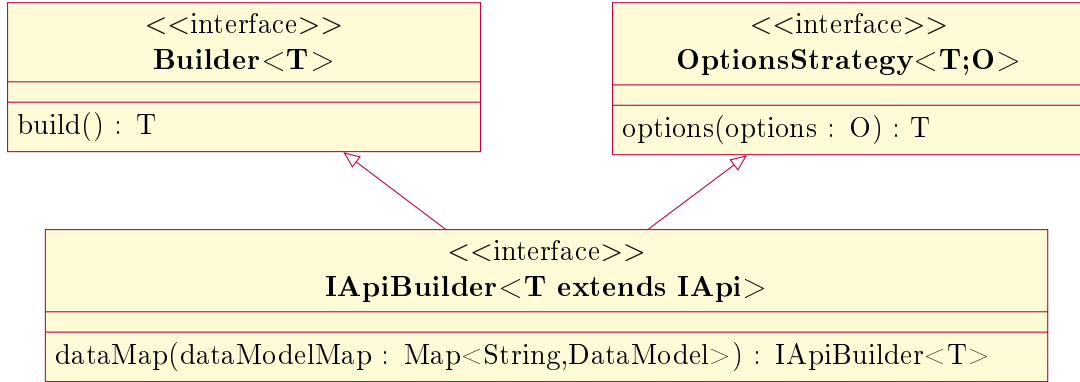 <<interface>>
Builder<T>
build() : T
<<interface>>
OptionsStrategy<T;O>
options(options : O) : T
<<interface>>
IApiBuilder<T extends IApi>
dataMap(dataModelMap : Map<String,DataModel>) : IApiBuilder<T>